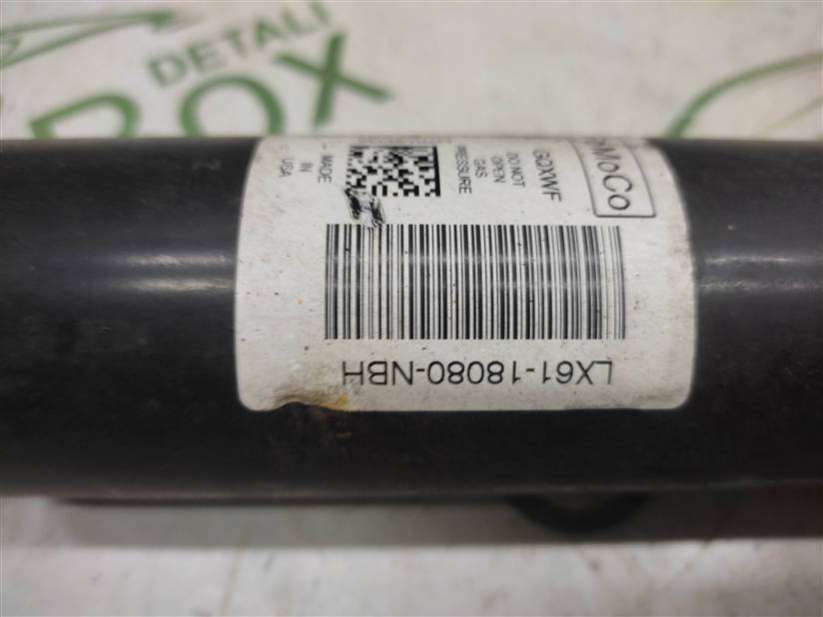 DETALI
BOX
MoCo
GDXWF
DO NOT
OPEN
GAS
PRESSURE
MADE
IN
USA
LX61-18080-NBH